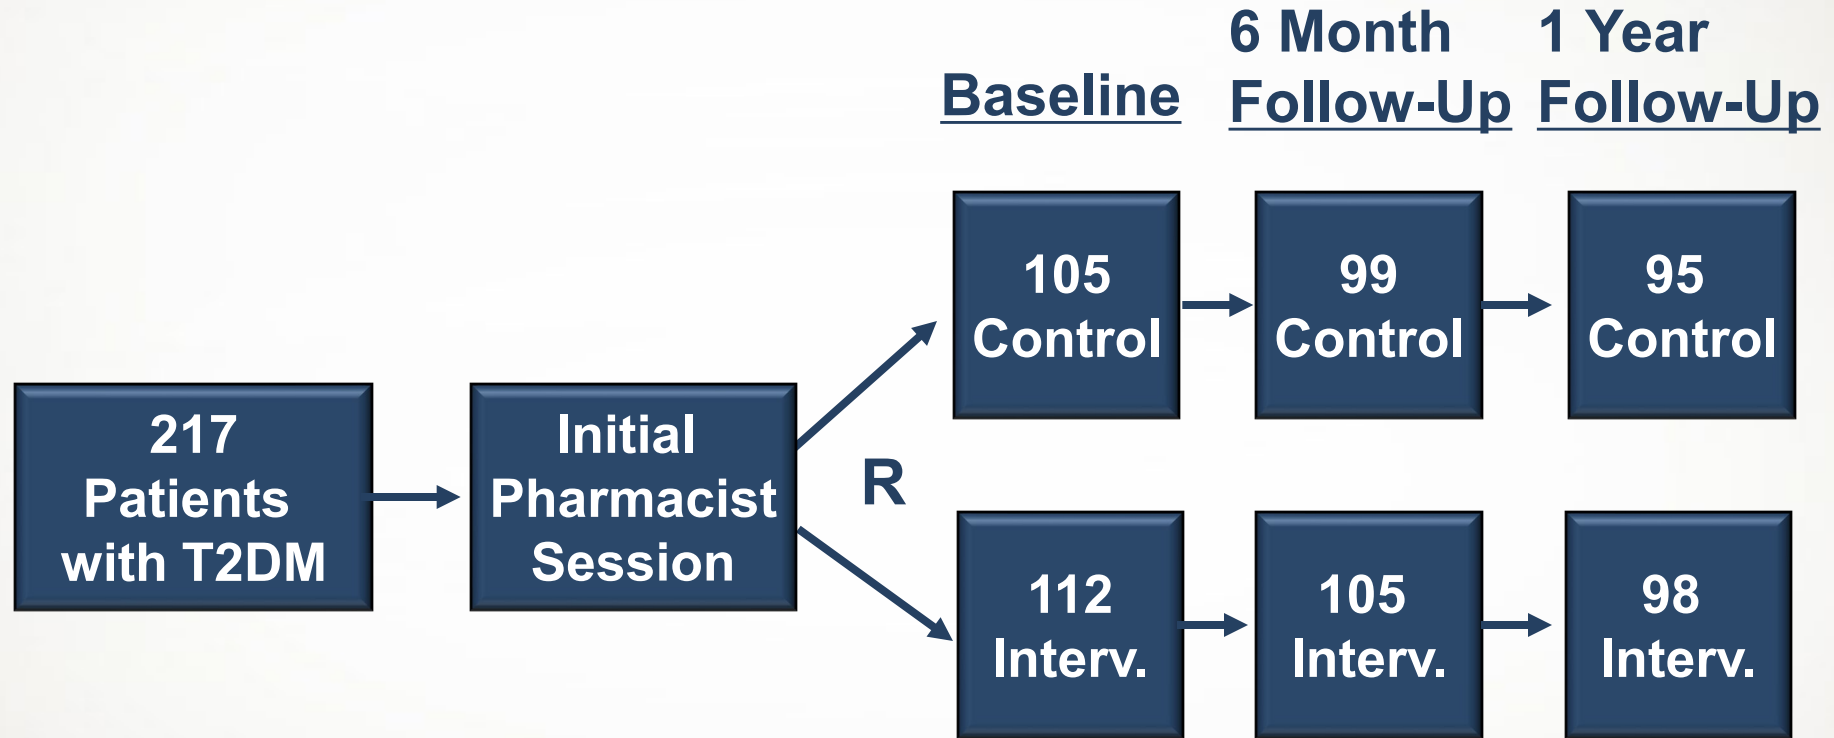 Baseline
6 Month
Follow-Up
1 Year
Follow-Up
217
Patients
with T2DM
Initial
Pharmacist
Session
R
105
Control
99
Control
95
Control
112
Interv.
105
Interv.
98
Interv.